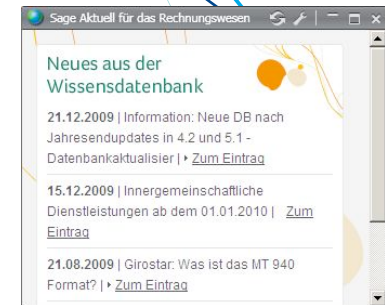 Sage Aktuell für das Rechnungswesen
Neues aus der
Wissensdatenbank
21.12.2009 | Information: Neue DB nach
Jahresendupdates in 4.2 und 5.1 -
Datenbankaktualisier | ‣ Zum Eintrag
15.12.2009 | Innergemeinschaftliche
Dienstleistungen ab dem 01.01.2010 | Zum
Eintrag
21.08.2009 | Girostar: Was ist das MT 940
Format? | ‣ Zum Eintrag